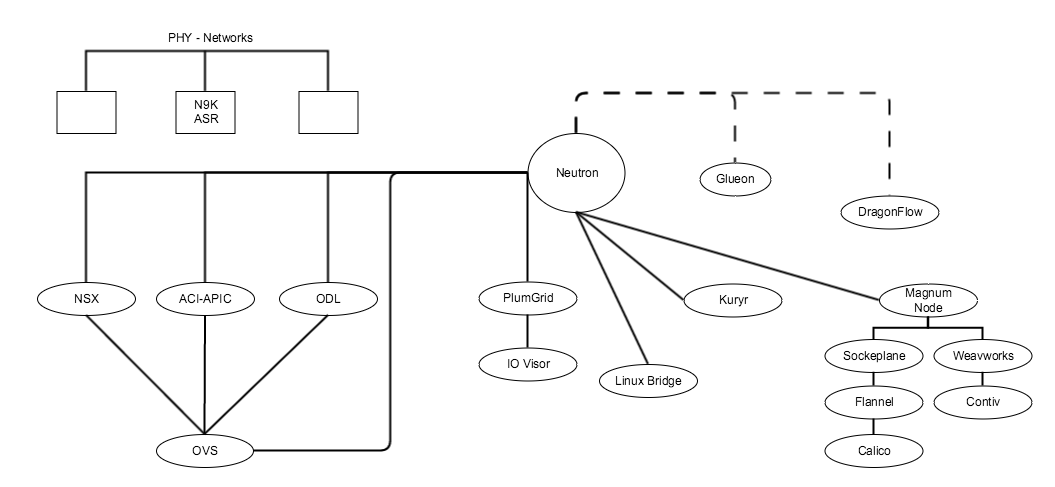 PHY - Networks
N9K
ASR
Neutron
Glueon
DragonFlow
NSX
ACI-APIC
ODL
PlumGrid
Kuryr
Magnum
Node
IO Visor
Linux Bridge
Sockeplane
Weavworks
Flannel
Contiv
OVS
Calico